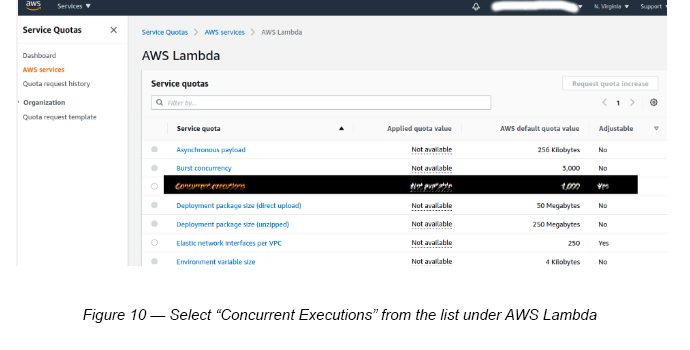 aws Services N. Virginia Support
Service Quotas Service Quotas > AWS services > AWS Lambda
Dashboard
AWS services
Quota request history
Organization
Quota request template
AWS Lambda
Service quotas Request quota increase
Filter by... 1
Service quota Applied quota value AWS default quota value Adjustable
Asynchronous payload Not available 256 Kilobytes No
Burst concurrency Not available 3,000 No
Concurrent executions Not available 1,000 Yes
Deployment package size (direct upload) Not available 50 Megabytes No
Deployment package size (unzipped) Not available 250 Megabytes No
Elastic network interfaces per VPC Not available 250 Yes
Environment variable size Not available 4 Kilobytes No
Figure 10 — Select “Concurrent Executions” from the list under AWS Lambda